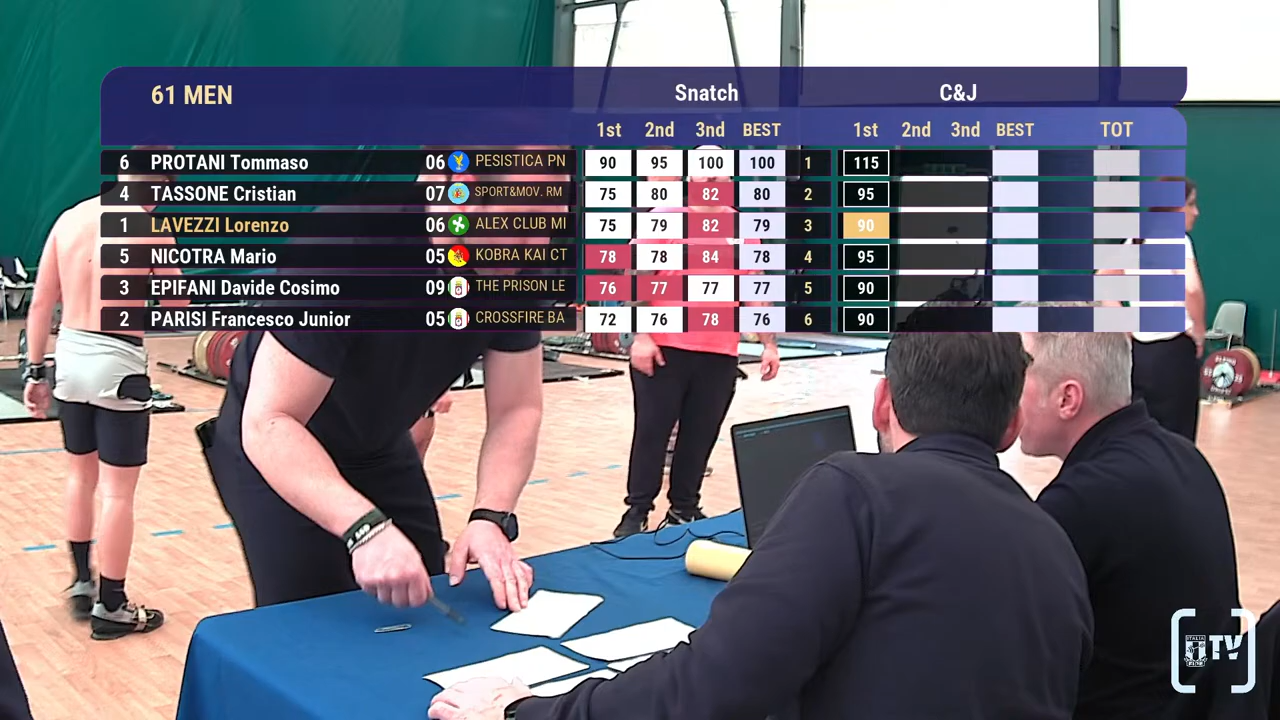 61 MEN Snatch C&J
1st 2nd 3nd BEST 1st 2nd 3nd BEST TOT
6 PROTANI Tommaso 06 PESISTICA PN 90 95 100 100 1 115
4 TASSONE Cristian 07 SPORT&MOV. RM 75 80 82 80 2 95
1 LAVEZZI Lorenzo 06 ALEX CLUB MI 75 79 82 79 3 90
5 NICOTRA Mario 05 KOBRA KAI CT 78 78 84 78 4 95
3 EPIFANI Davide Cosimo 09 THE PRISON LE 76 77 77 77 5 90
2 PARISI Francesco Junior 05 CROSSFIRE BA 72 76 78 76 6 90
ITALIA
TV